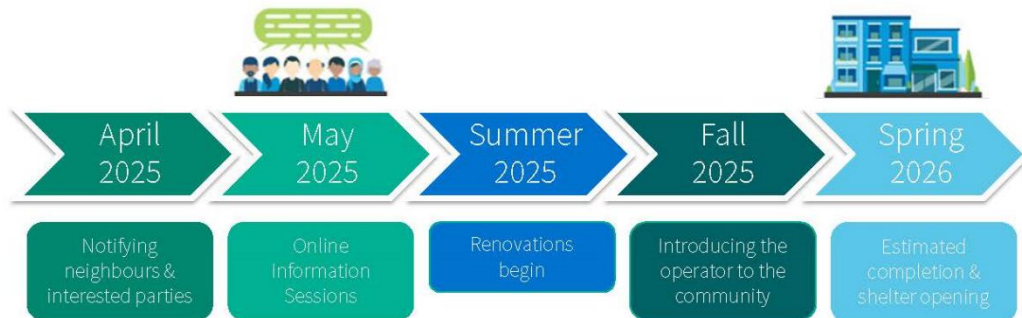 April
2025
May
2025
Summer
2025
Fall
2025
Spring
2026
Notifying
neighbours &
interested parties
Online
Information
Sessions
Renovations
begin
Introducing the
operator to the
community
Estimated
completion &
shelter opening